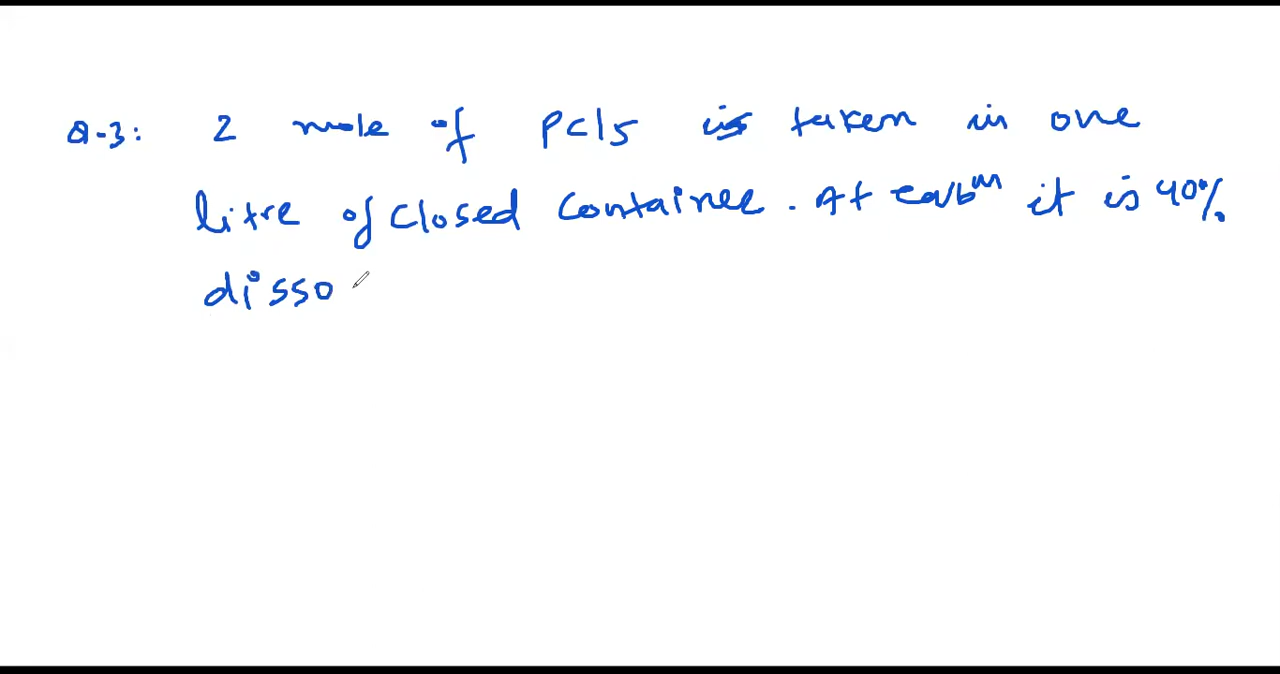 Q-3: 2 mole of PCl5 is taken in one
litre of closed container. At eqbm it is 40%
disso